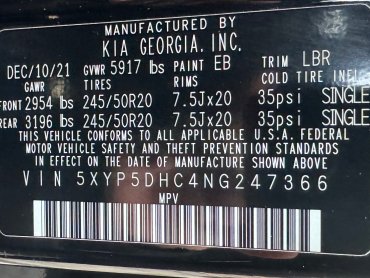 MANUFACTURED BY
KIA GEORGIA, INC.
DEC/10/21 GVWR 5917 lbs PAINT EB TRIM LBR
GAWR TIRES RIMS COLD TIRE INFL
FRONT 2954 lbs 245/50R20 7.5Jx20 35psi SINGLE
REAR 3196 lbs 245/50R20 7.5Jx20 35psi SINGLE
THIS VEHICLE CONFORMS TO ALL APPLICABLE U.S.A. FEDERAL
MOTOR VEHICLE SAFETY AND THEFT PREVENTION STANDARDS
IN EFFECT ON THE DATE OF MANUFACTURE SHOWN ABOVE
VIN 5XYP5DHC4NG247366
MPV